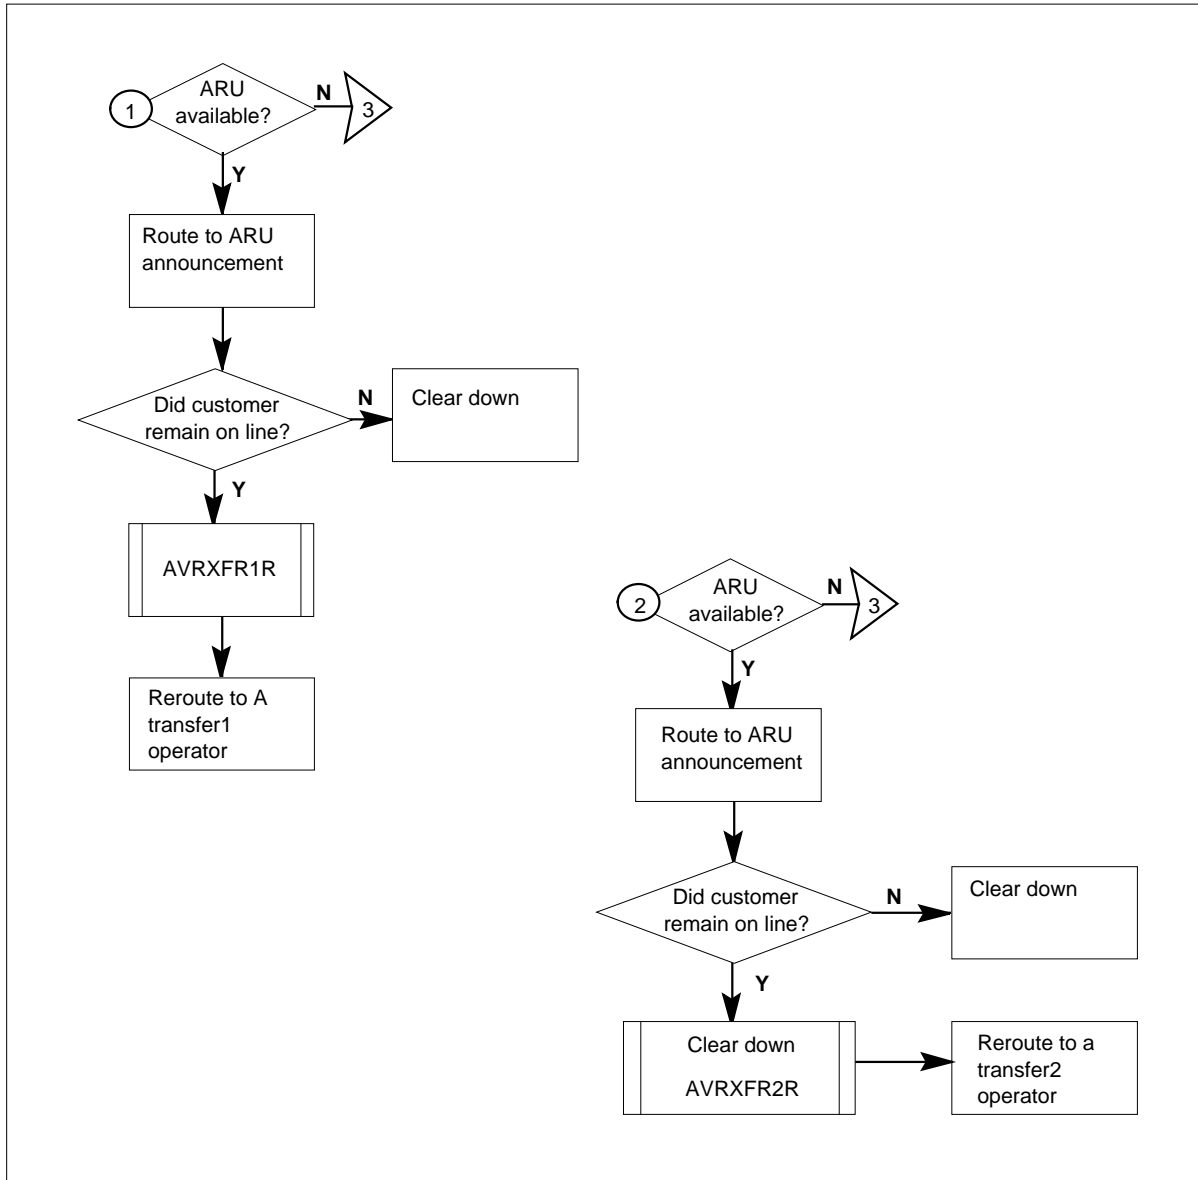 1
ARU
available?
N
3
Y
Route to ARU
announcement
Did customer
remain on line?
N
Clear down
Y
AVRXFR1R
Reroute to A
transfer1
operator
2
ARU
available?
N
3
Y
Route to ARU
announcement
Did customer
remain on line?
N
Clear down
Y
Clear down
AVRXFR2R
Reroute to a
transfer2
operator